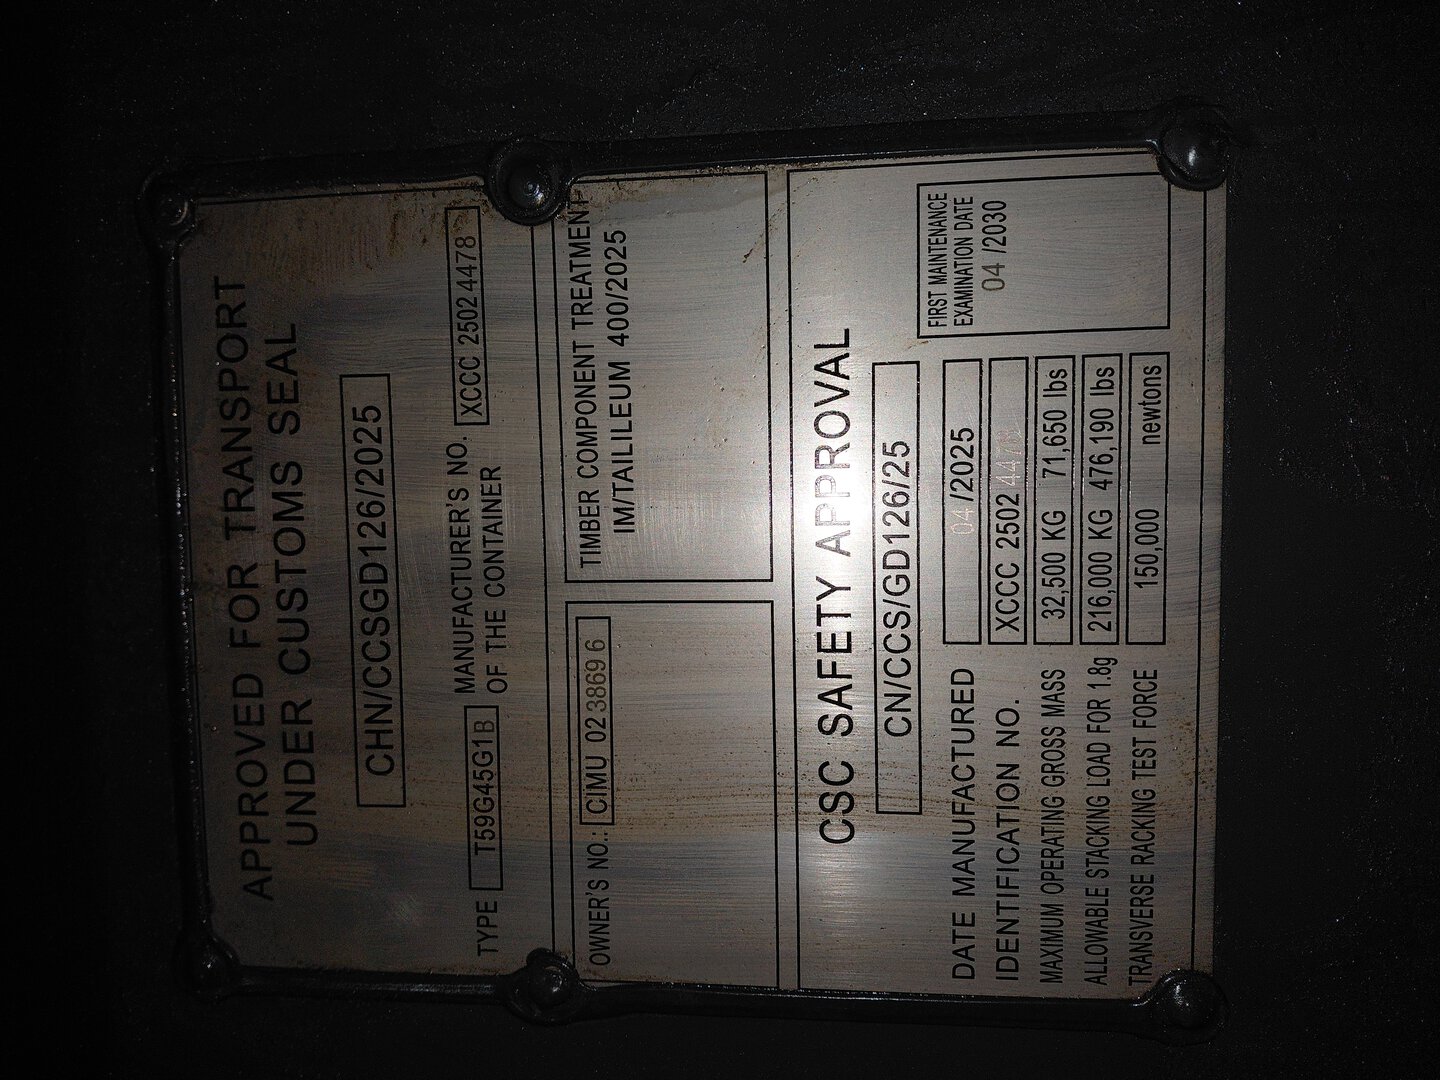 APPROVED FOR TRANSPORT
UNDER CUSTOMS SEAL
CHN/CCSGD126/2025
TYPE T59G45G1B MANUFACTURER'S NO. OF THE CONTAINER XCCC 25024478
OWNER'S NO.: CIMU 023869 6
TIMBER COMPONENT TREATMENT
IM/TAILILEUM 400/2025
CSC SAFETY APPROVAL
CN/CCS/GD126/25
DATE MANUFACTURED 04 /2025
IDENTIFICATION NO. XCCC 2502 4478
MAXIMUM OPERATING GROSS MASS 32,500 KG 71,650 lbs
ALLOWABLE STACKING LOAD FOR 1.8g 216,000 KG 476,190 lbs
TRANSVERSE RACKING TEST FORCE 150,000 newtons
FIRST MAINTENANCE
EXAMINATION DATE
04 /2030